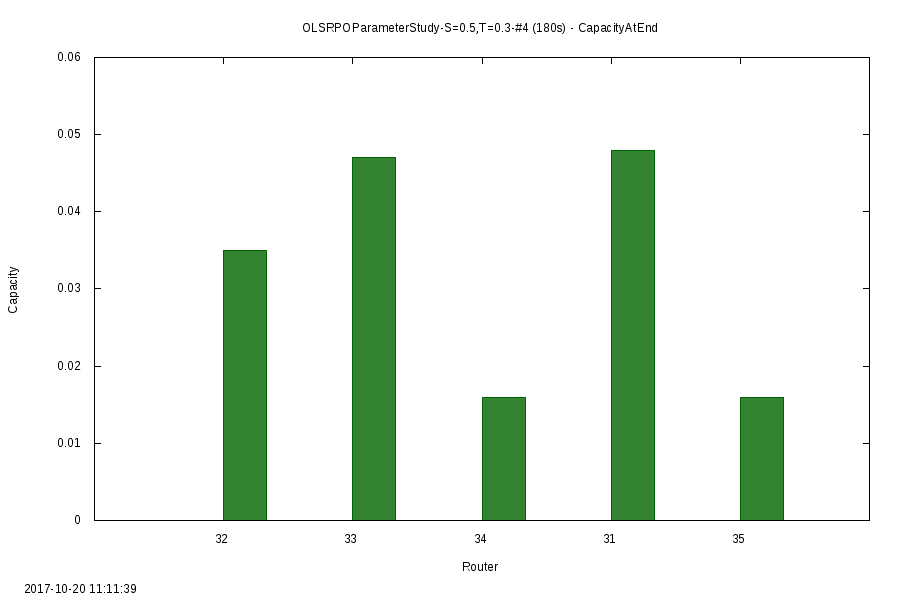 OLSRPOParameterStudy-S=0.5,T=0.3-#4 (180s) - CapacityAtEnd
0.06
0.05
0.04
0.03
0.02
0.01
0
Capacity
32 33 34 31 35
Router
2017-10-20 11:11:39